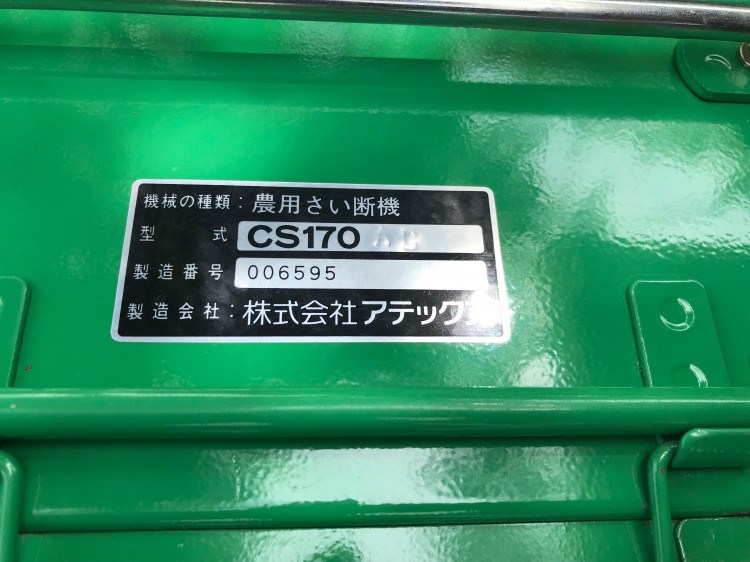 機械の種類：農用さい断機
型式 CS170
製造番号 006595
製造会社：株式会社アテックス